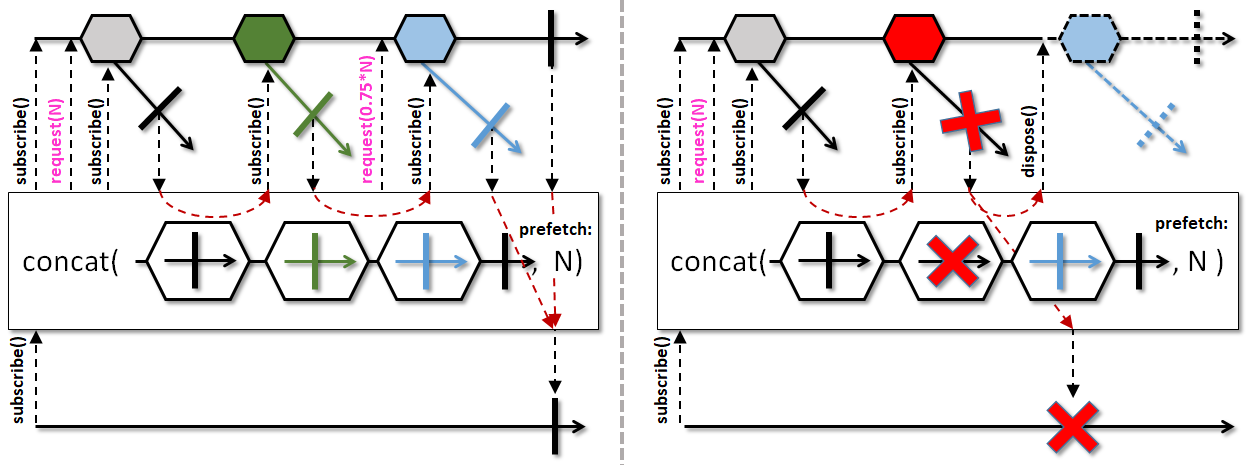 subscribe()
request(N)
subscribe()
subscribe()
request(0.75*N)
subscribe()
prefetch:
concat( , N)
subscribe()
subscribe()
request(N)
subscribe()
subscribe()
dispose()
prefetch:
concat( , N )
subscribe()